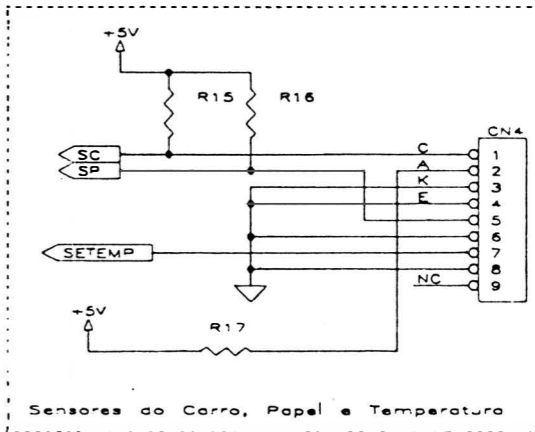 +5V
R15
R16
CN4
SC
C
1
SP
A
2
K
3
E
4
5
6
SETEMP
7
8
NC
9
+5V
R17
Sensores do Carro, Papel e Temperatura